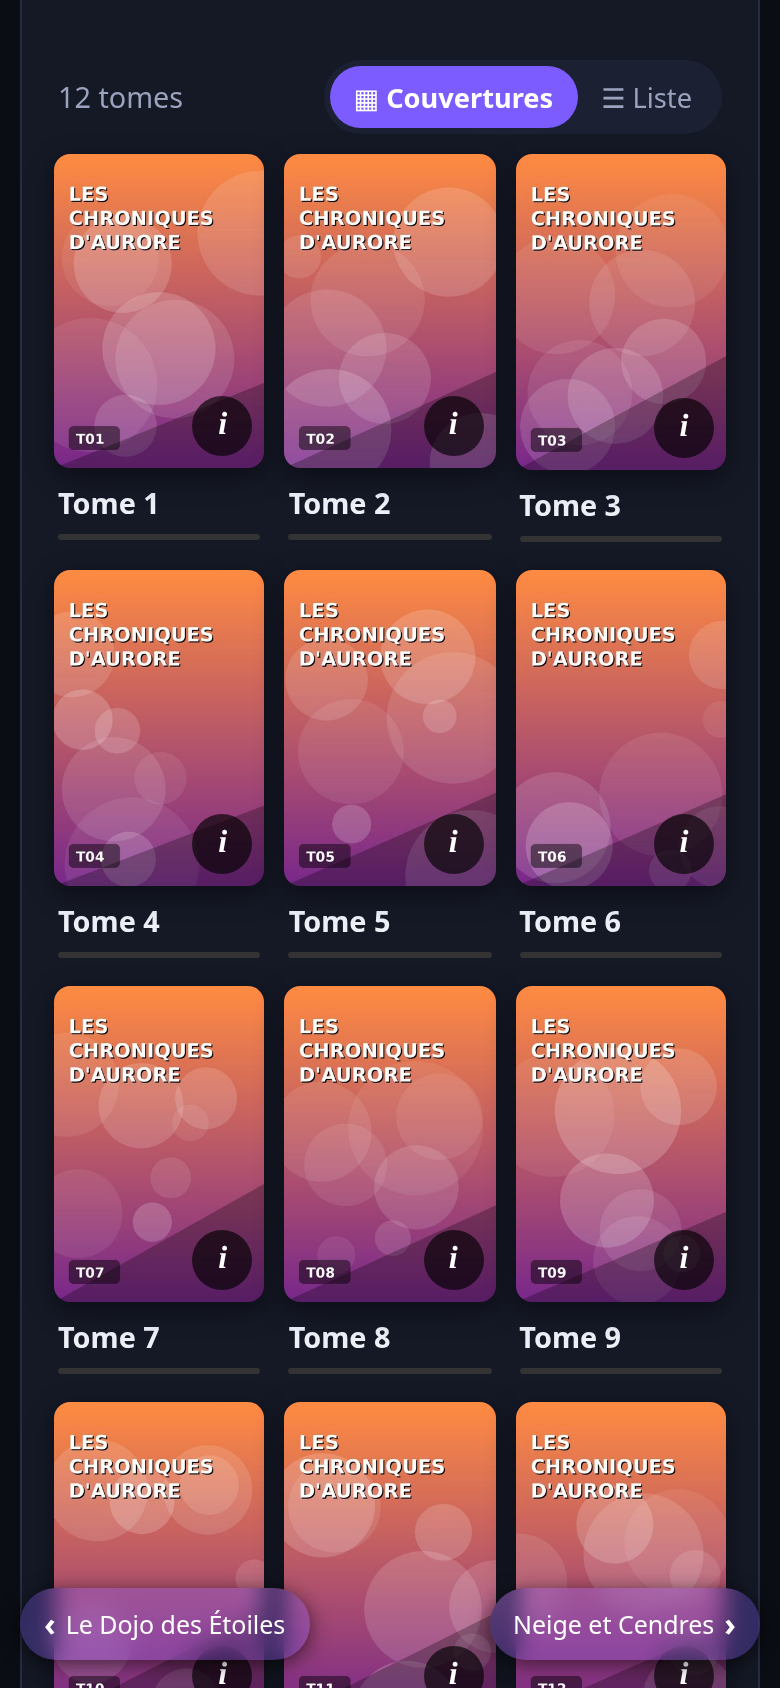 12 tomes
▦ Couvertures
☰ Liste
LES
CHRONIQUES
D'AURORE
T01
i
LES
CHRONIQUES
D'AURORE
T02
i
LES
CHRONIQUES
D'AURORE
T03
i
Tome 1
Tome 2
Tome 3
LES
CHRONIQUES
D'AURORE
T04
i
LES
CHRONIQUES
D'AURORE
T05
i
LES
CHRONIQUES
D'AURORE
T06
i
Tome 4
Tome 5
Tome 6
LES
CHRONIQUES
D'AURORE
T07
i
LES
CHRONIQUES
D'AURORE
T08
i
LES
CHRONIQUES
D'AURORE
T09
i
Tome 7
Tome 8
Tome 9
LES
CHRONIQUES
D'AURORE
T10
i
LES
CHRONIQUES
D'AURORE
T11
i
LES
CHRONIQUES
D'AURORE
T12
i
‹ Le Dojo des Étoiles
Neige et Cendres ›